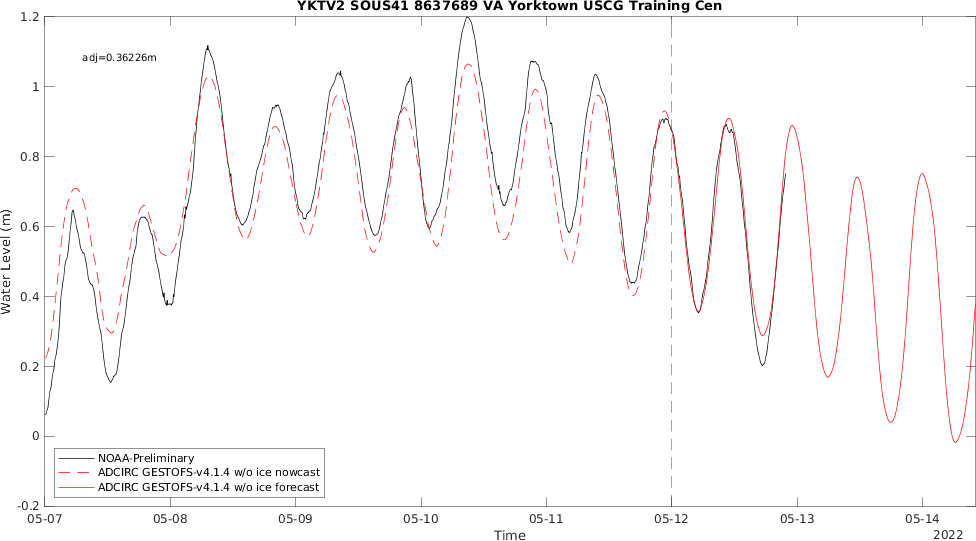 YKTV2 SOUS41 8637689 VA Yorktown USCG Training Cen
adj=0.36226m
1.2
1
0.8
0.6
0.4
0.2
0
-0.2
Water Level (m)
NOAA-Preliminary
ADCIRC GESTOFS-v4.1.4 w/o ice nowcast
ADCIRC GESTOFS-v4.1.4 w/o ice forecast
05-07 05-08 05-09 05-10 05-11 05-12 05-13 05-14
Time
2022